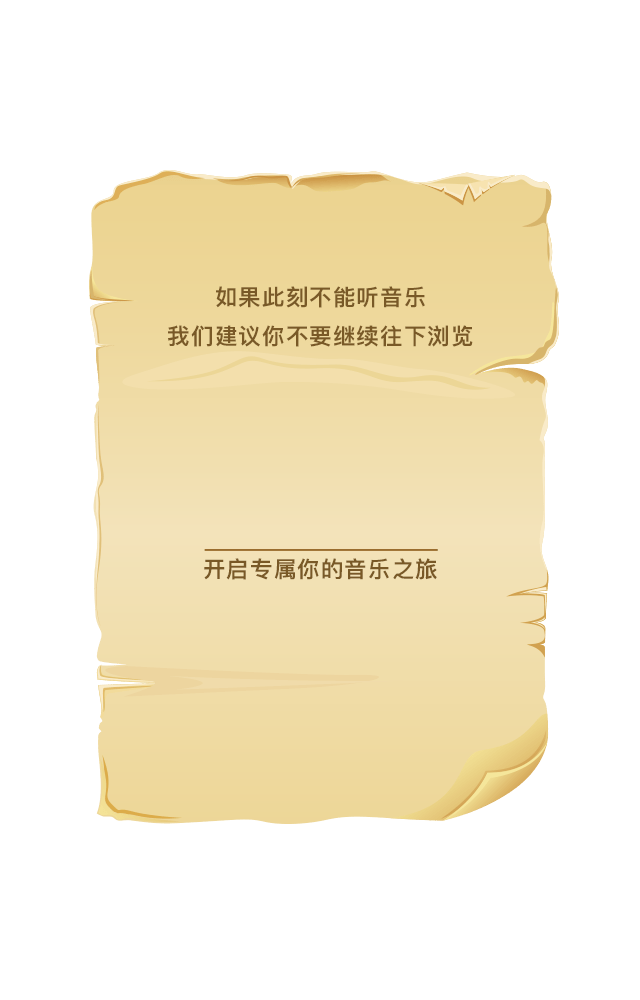 如果此刻不能听音乐
我们建议你不要继续往下浏览
开启专属你的音乐之旅